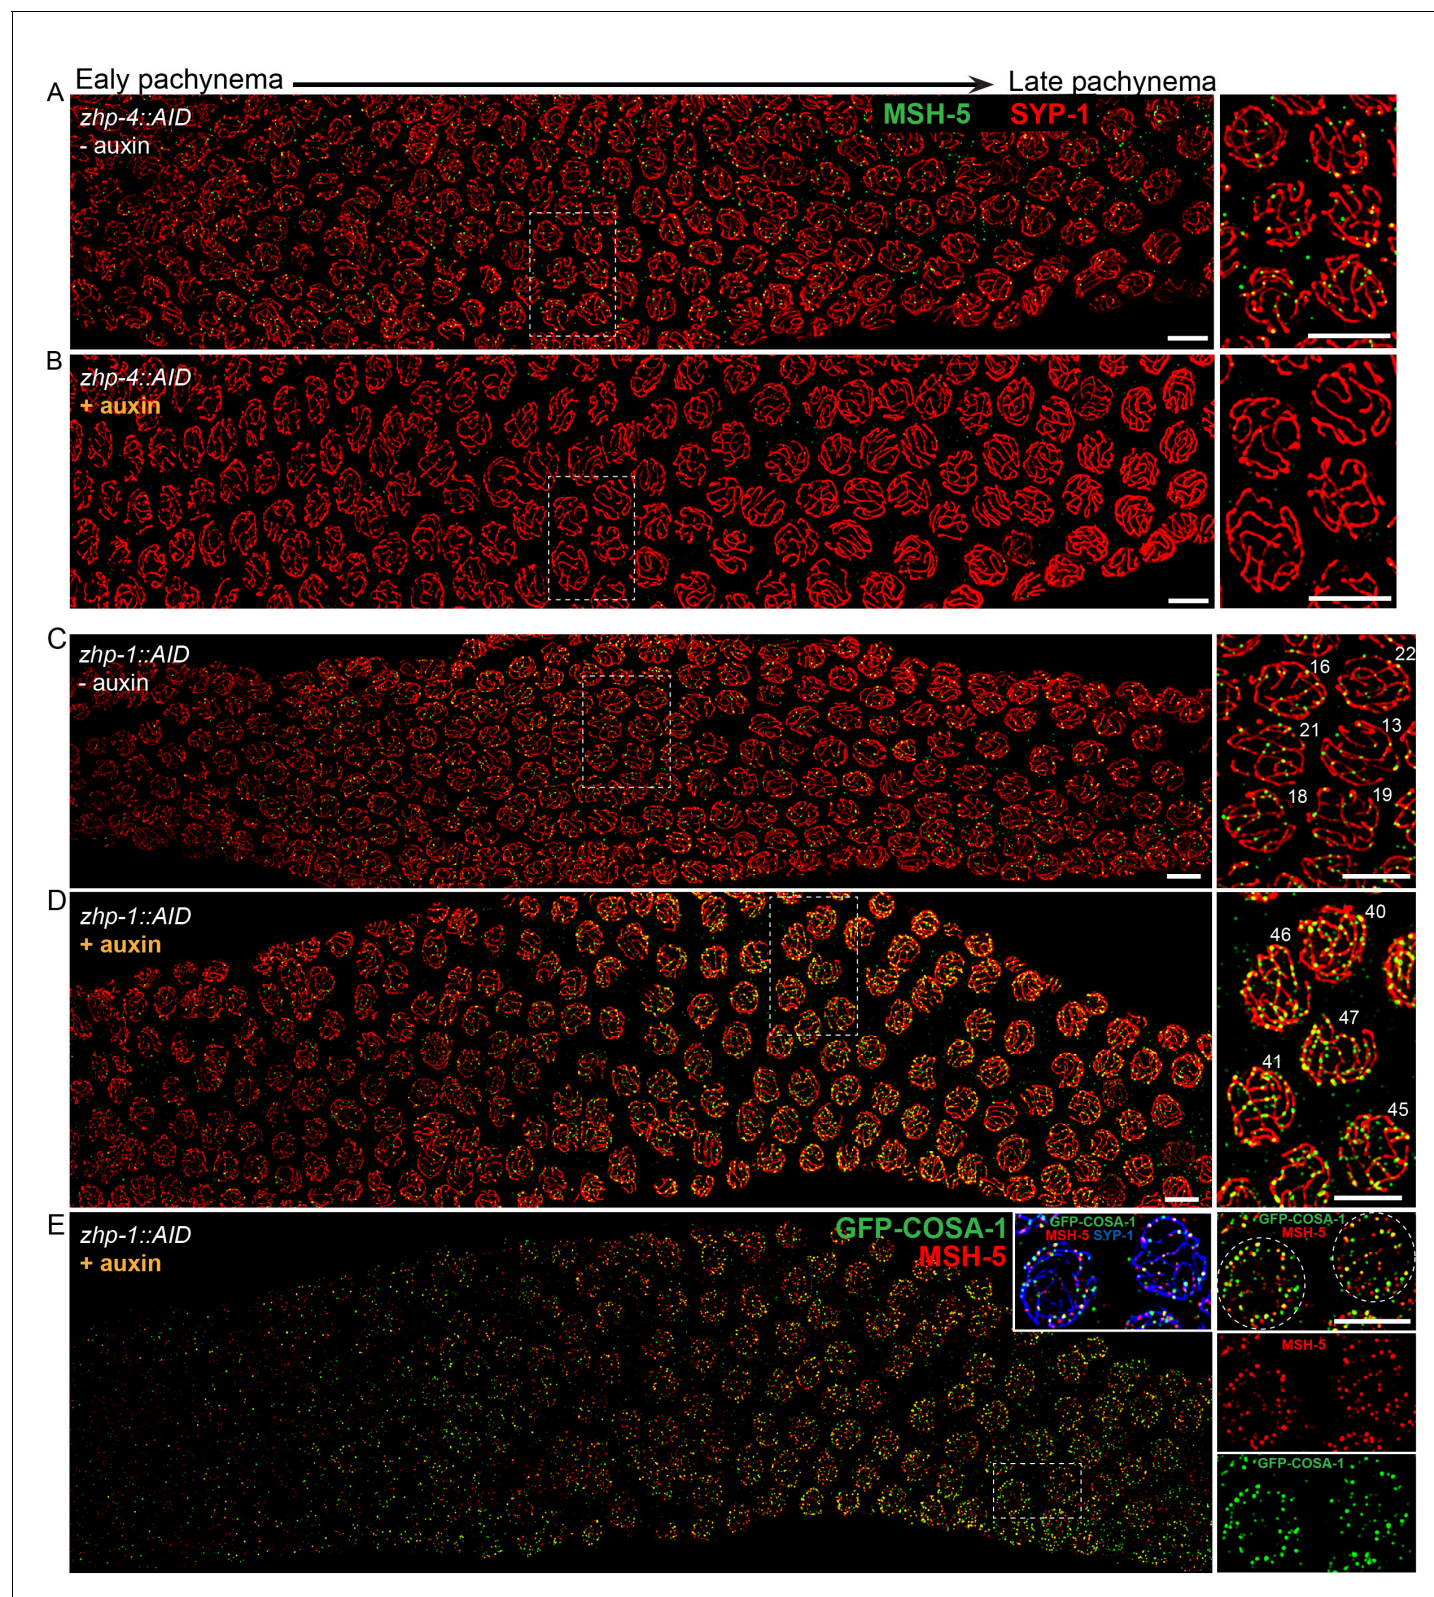 Ealy pachynema
Late pachynema
A
zhp-4::AID
- auxin
MSH-5
SYP-1
B
zhp-4::AID
+ auxin
C
zhp-1::AID
- auxin
16
22
21
13
18
19
D
zhp-1::AID
+ auxin
40
46
47
41
45
E
zhp-1::AID
+ auxin
GFP-COSA-1
MSH-5
GFP-COSA-1
MSH-5 SYP-1
GFP-COSA-1
MSH-5
MSH-5
GFP-COSA-1